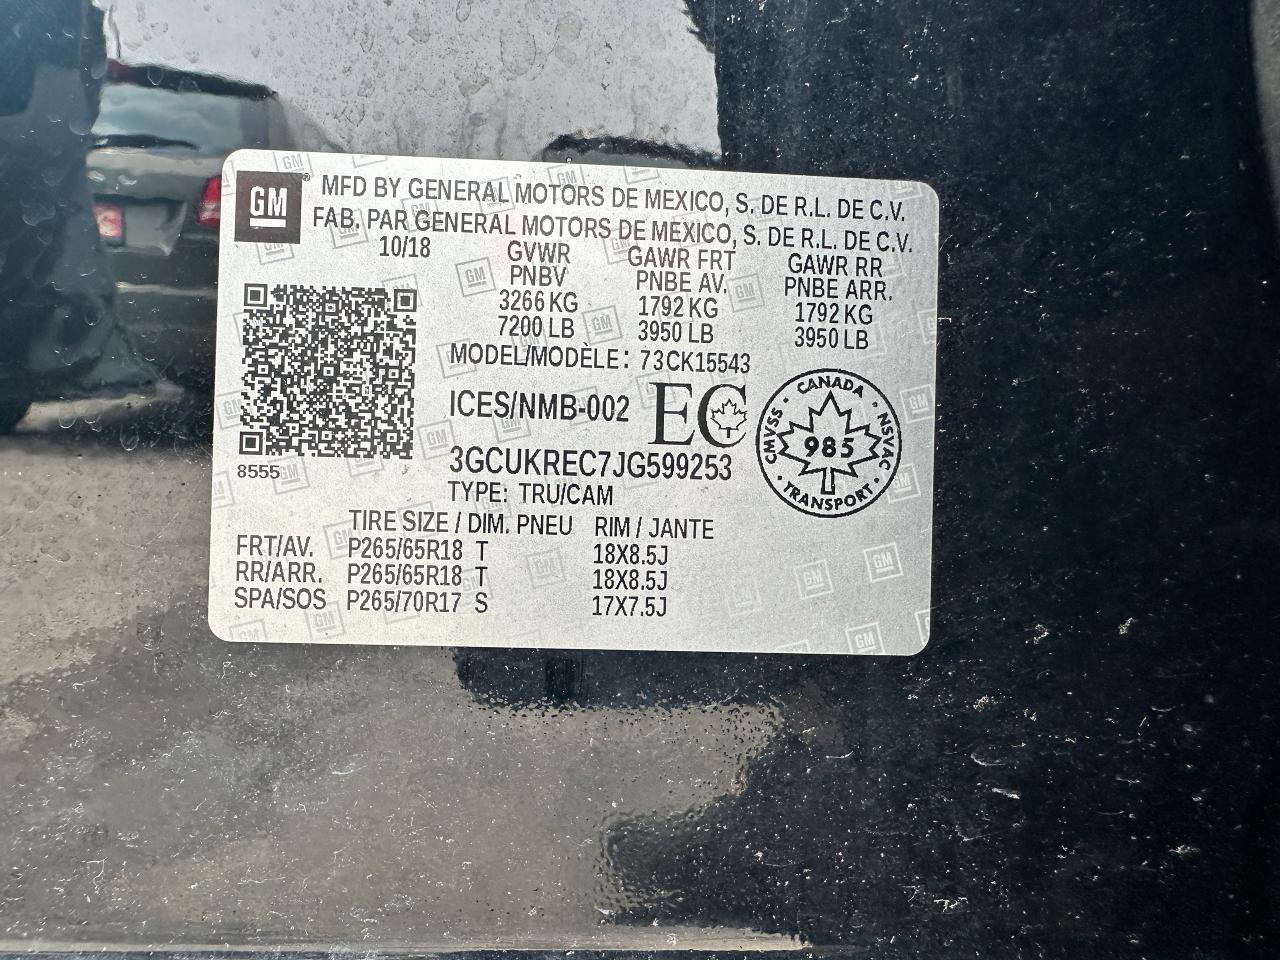 GM ® MFD BY GENERAL MOTORS DE MEXICO, S. DE R.L. DE C.V.
FAB. PAR GENERAL MOTORS DE MEXICO, S. DE R.L. DE C.V.
10/18 GVWR GAWR FRT GAWR RR
PNBV PNBE AV. PNBE ARR.
3266 KG 1792 KG 1792 KG
7200 LB 3950 LB 3950 LB
MODEL/MODÈLE: 73CK15543
ICES/NMB-002 EC
CANADA
CMVSS 985 NSVAC
TRANSPORT
3GCUKREC7JG599253
8555
TYPE: TRU/CAM
TIRE SIZE / DIM. PNEU RIM / JANTE
FRT/AV. P265/65R18 T 18X8.5J
RR/ARR. P265/65R18 T 18X8.5J
SPA/SOS P265/70R17 S 17X7.5J